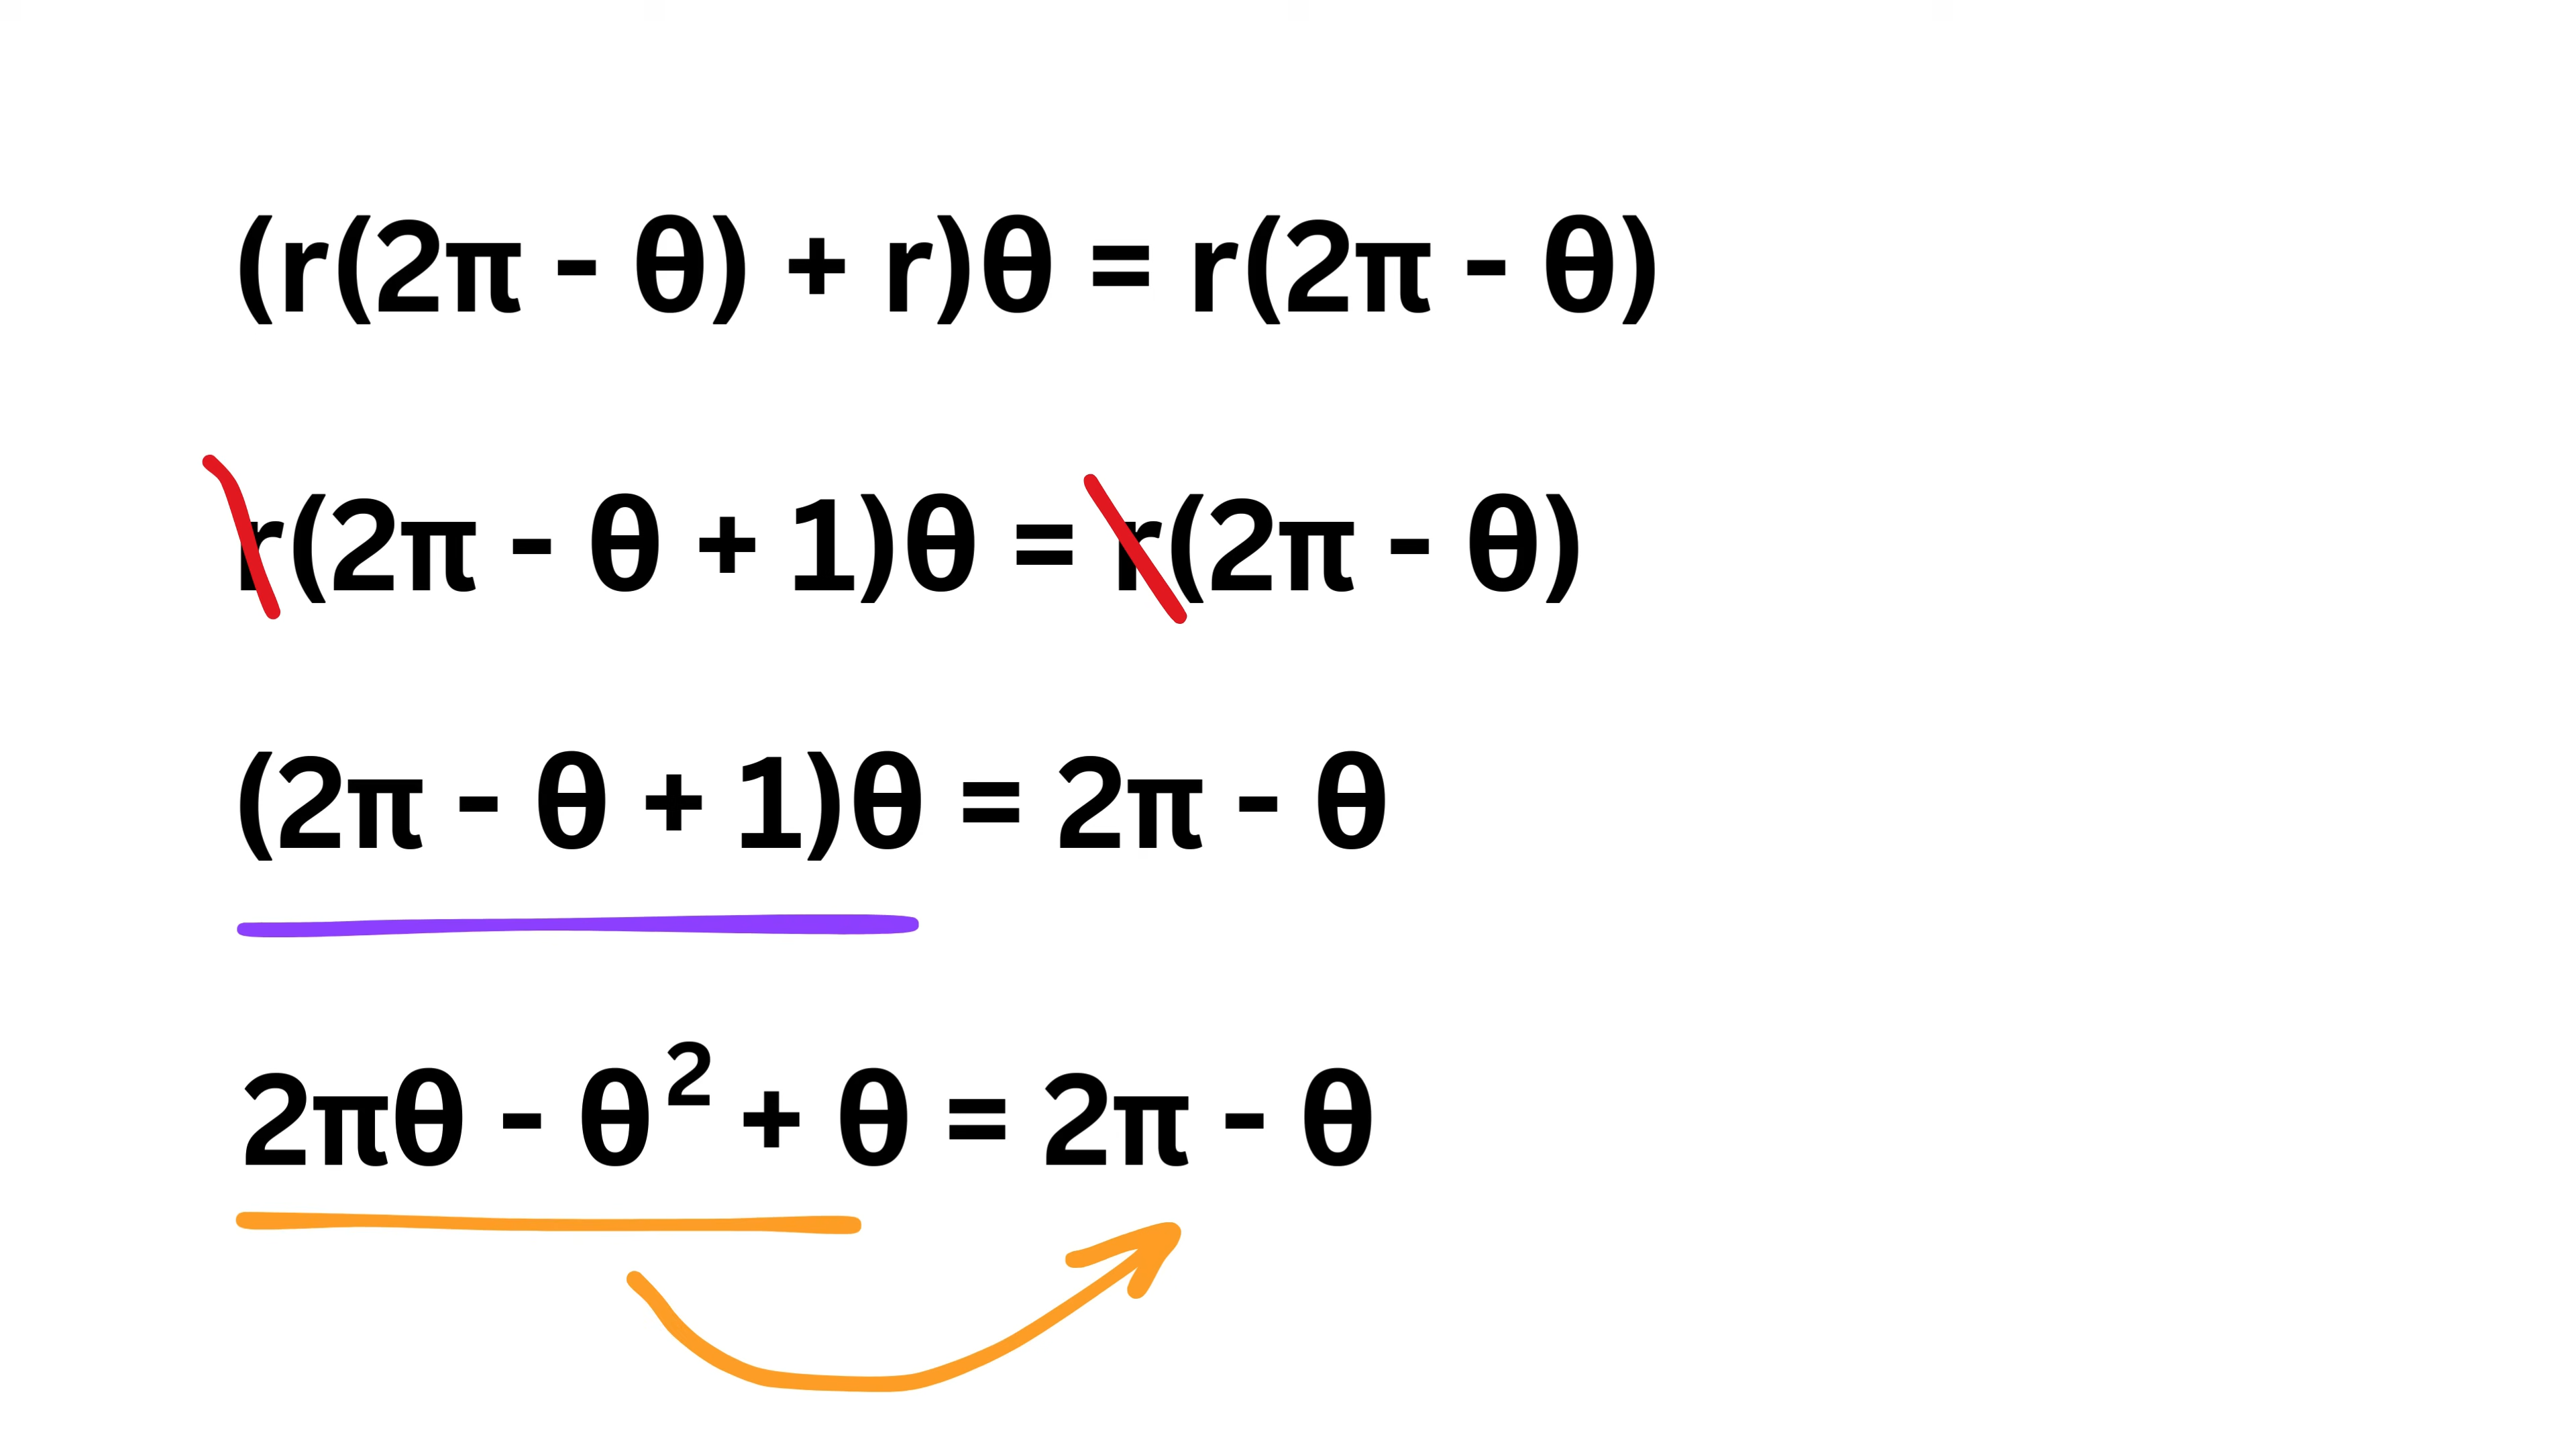 (r(2π - θ) + r)θ = r(2π - θ)
r(2π - θ + 1)θ = r(2π - θ)
(2π - θ + 1)θ = 2π - θ
2πθ - θ² + θ = 2π - θ